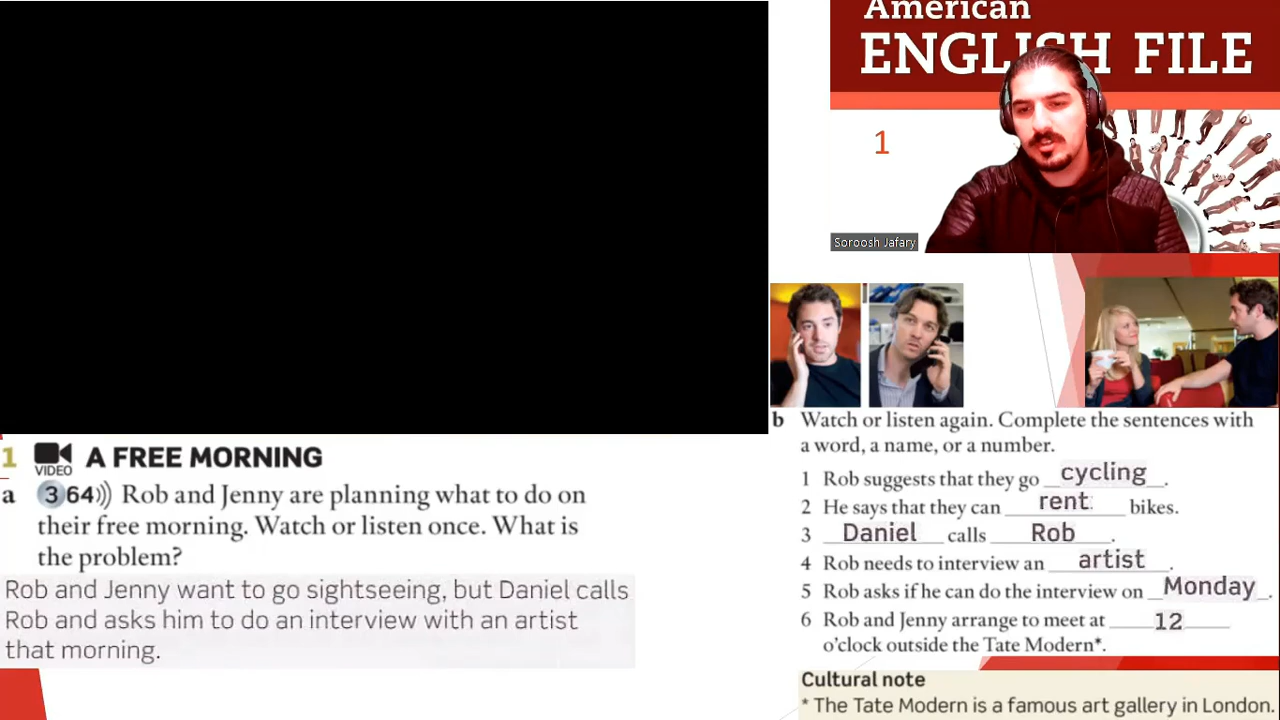 American
ENGLISH FILE
1
Soroosh Jafary
1 VIDEO A FREE MORNING
a 3 64))) Rob and Jenny are planning what to do on
their free morning. Watch or listen once. What is
the problem?
Rob and Jenny want to go sightseeing, but Daniel calls
Rob and asks him to do an interview with an artist
that morning.
b Watch or listen again. Complete the sentences with
a word, a name, or a number.
1 Rob suggests that they go cycling.
2 He says that they can rent bikes.
3 Daniel calls Rob.
4 Rob needs to interview an artist.
5 Rob asks if he can do the interview on Monday.
6 Rob and Jenny arrange to meet at 12
o'clock outside the Tate Modern*.
Cultural note
* The Tate Modern is a famous art gallery in London.